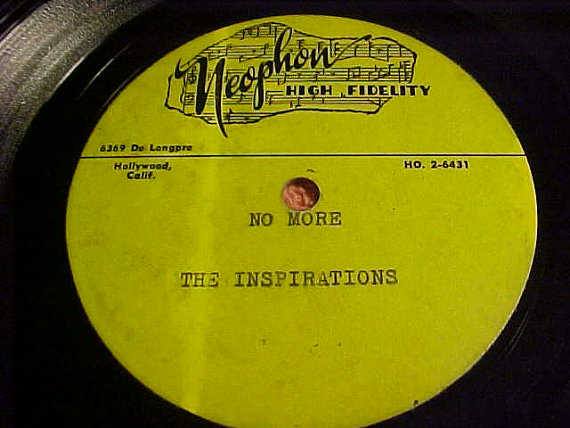 Neophon
HIGH FIDELITY
6369 De Longpre
Hollywood,
Calif.
HO. 2-6431
NO MORE
THE INSPIRATIONS